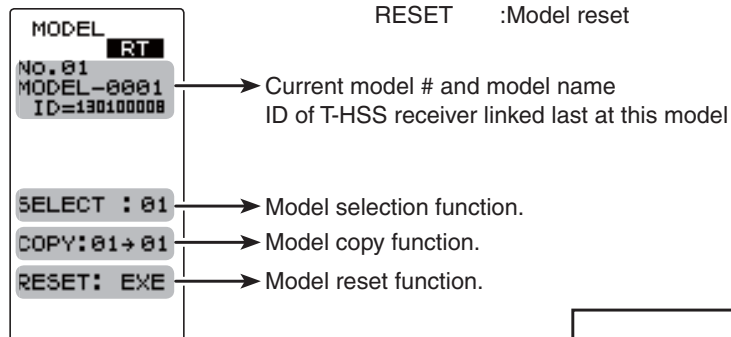 RESET :Model reset
MODEL
RT
No.01
MODEL-0001
ID=130100008
Current model # and model name
ID of T-HSS receiver linked last at this model
SELECT :01
Model selection function.
COPY:01→01
Model copy function.
RESET: EXE
Model reset function.